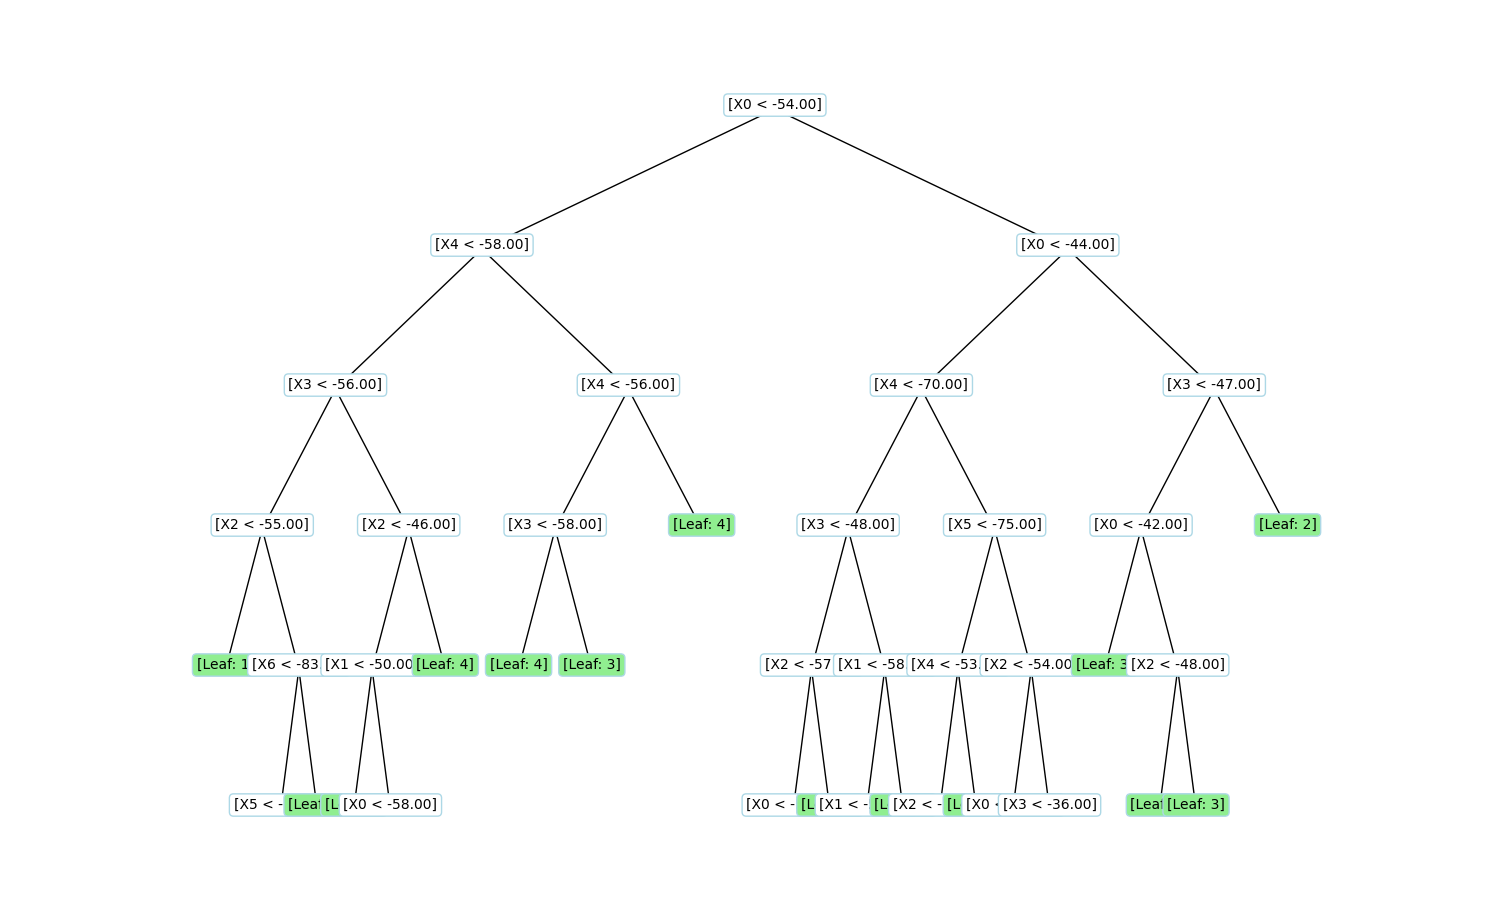 [X0 < -54.00]
[X4 < -58.00]
[X0 < -44.00]
[X3 < -56.00]
[X4 < -56.00]
[X4 < -70.00]
[X3 < -47.00]
[X2 < -55.00]
[X2 < -46.00]
[X3 < -58.00]
[Leaf: 4]
[X3 < -48.00]
[X5 < -75.00]
[X0 < -42.00]
[Leaf: 2]
[Leaf: 1
[X6 < -83
[X1 < -50.00
[Leaf: 4]
[Leaf: 4]
[Leaf: 3]
[X2 < -57
[X1 < -58
[X4 < -53
[X2 < -54.00
[Leaf: 3
[X2 < -48.00]
[X5 < -
[Leaf
[L
[X0 < -58.00]
[X0 < -
[L
[X1 < -
[L
[X2 < -
[L
[X0 <
[X3 < -36.00]
[Leaf
[Leaf: 3]